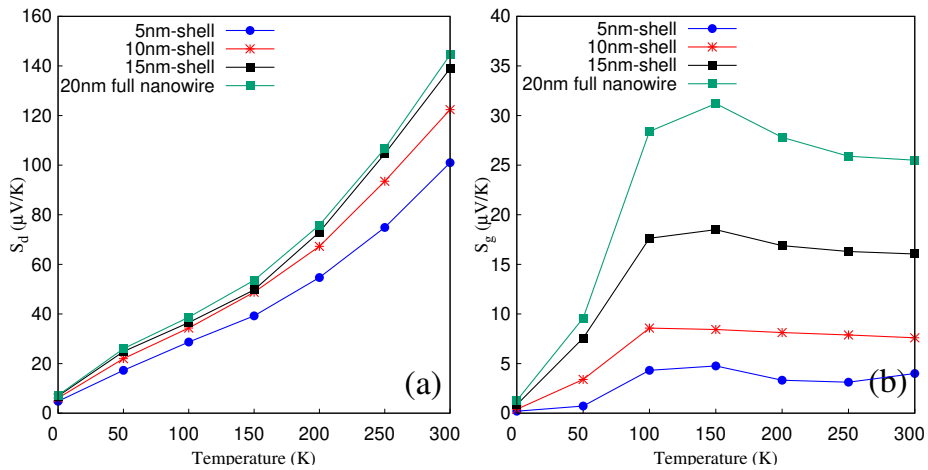 160
140
120
100
80
60
40
20
0
S_d (µV/K)
5nm-shell
10nm-shell
15nm-shell
20nm full nanowire
(a)
0 50 100 150 200 250 300
Temperature (K)
40
35
30
25
20
15
10
5
0
S_g (µV/K)
5nm-shell
10nm-shell
15nm-shell
20nm full nanowire
(b)
0 50 100 150 200 250 300
Temperature (K)